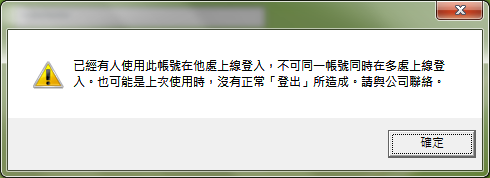 已經有人使用此帳號在他處上線登入，不可同一帳號同時在多處上線登
入。也可能是上次使用時，沒有正常「登出」所造成。請與公司聯絡。
確定